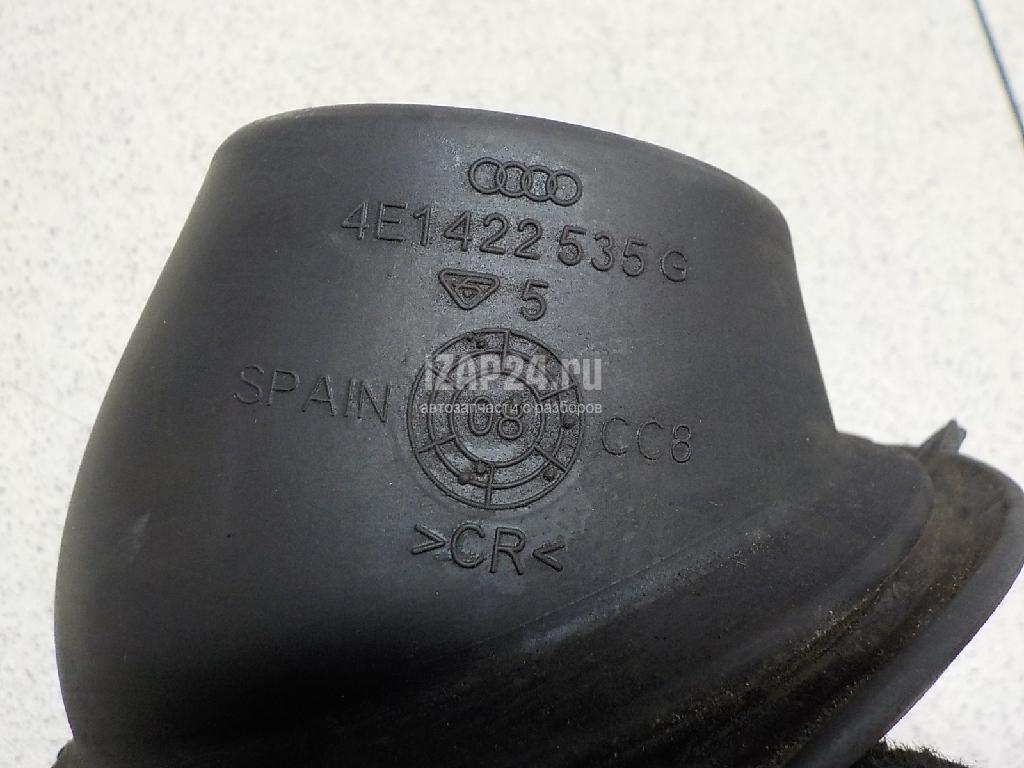 4E1422535G
5
iZAP24.ru
SPAIN
автозапчасти с разборов
08
CC8
>CR<